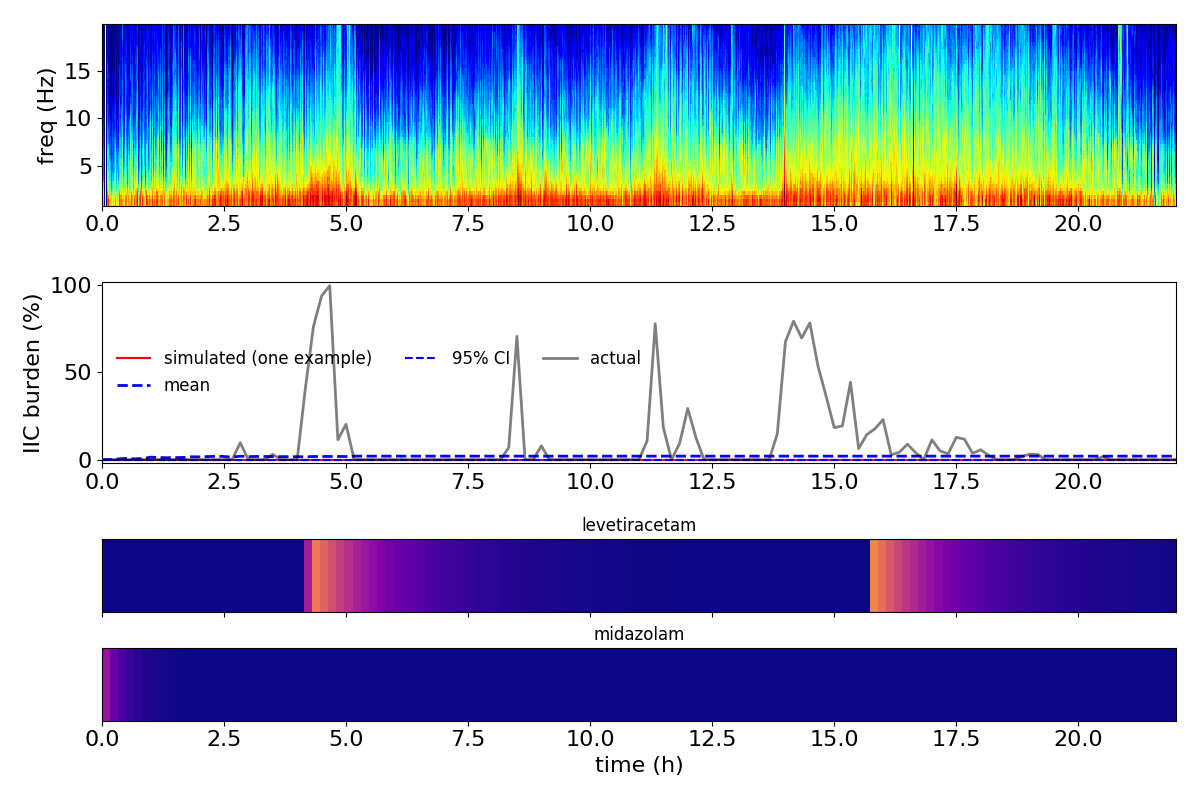 freq (Hz)
15
10
5
0.0 2.5 5.0 7.5 10.0 12.5 15.0 17.5 20.0
IIC burden (%)
100
50
0
simulated (one example) 95% CI actual
mean
0.0 2.5 5.0 7.5 10.0 12.5 15.0 17.5 20.0
levetiracetam
midazolam
0.0 2.5 5.0 7.5 10.0 12.5 15.0 17.5 20.0
time (h)